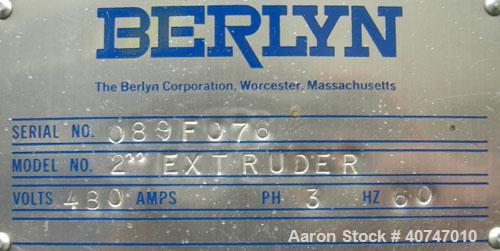 BERLYN
The Berlyn Corporation, Worcester, Massachusetts
SERIAL NO. 089F076
MODEL NO. 2" EXTRUDER
VOLTS 480 AMPS PH 3 HZ 60
Aaron Stock # 40747010